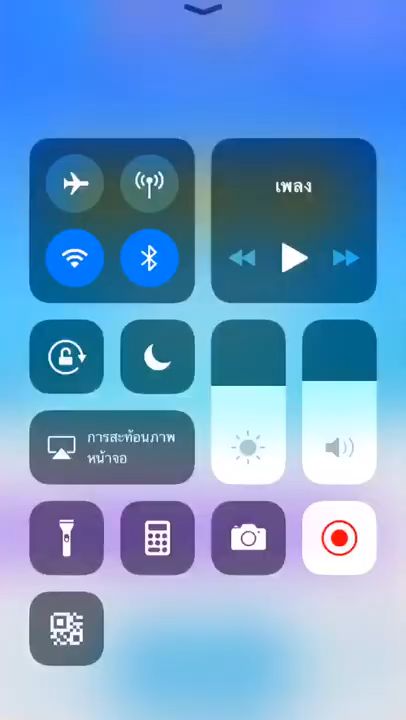 เพลง
การสะท้อนภาพ
หน้าจอ